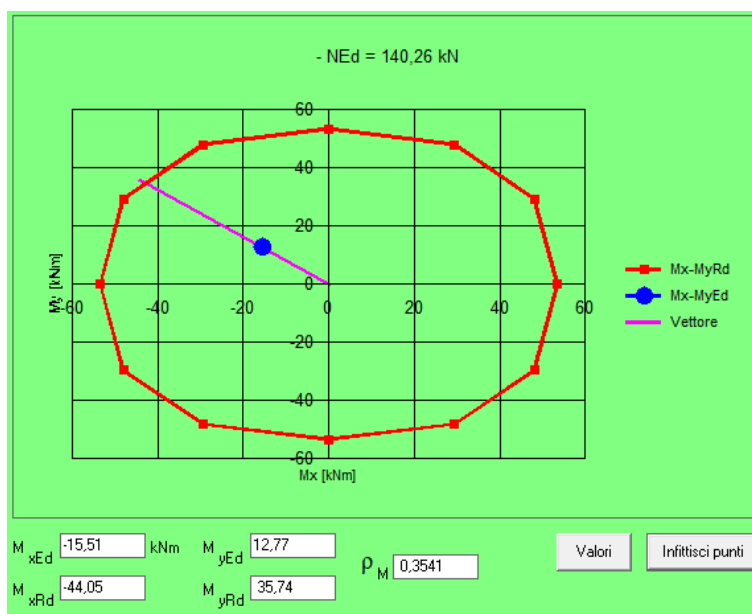 - NEd = 140,26 kN
60
40
20
0
-20
-40
-60
-60 -40 -20 0 20 40 60
My [kNm]
Mx [kNm]
Mx-MyRd
Mx-MyEd
Vettore
M xEd -15,51 kNm M yEd 12,77
M xRd -44,05 M yRd 35,74
ρ M 0,3541
Valori
Infittisci punti